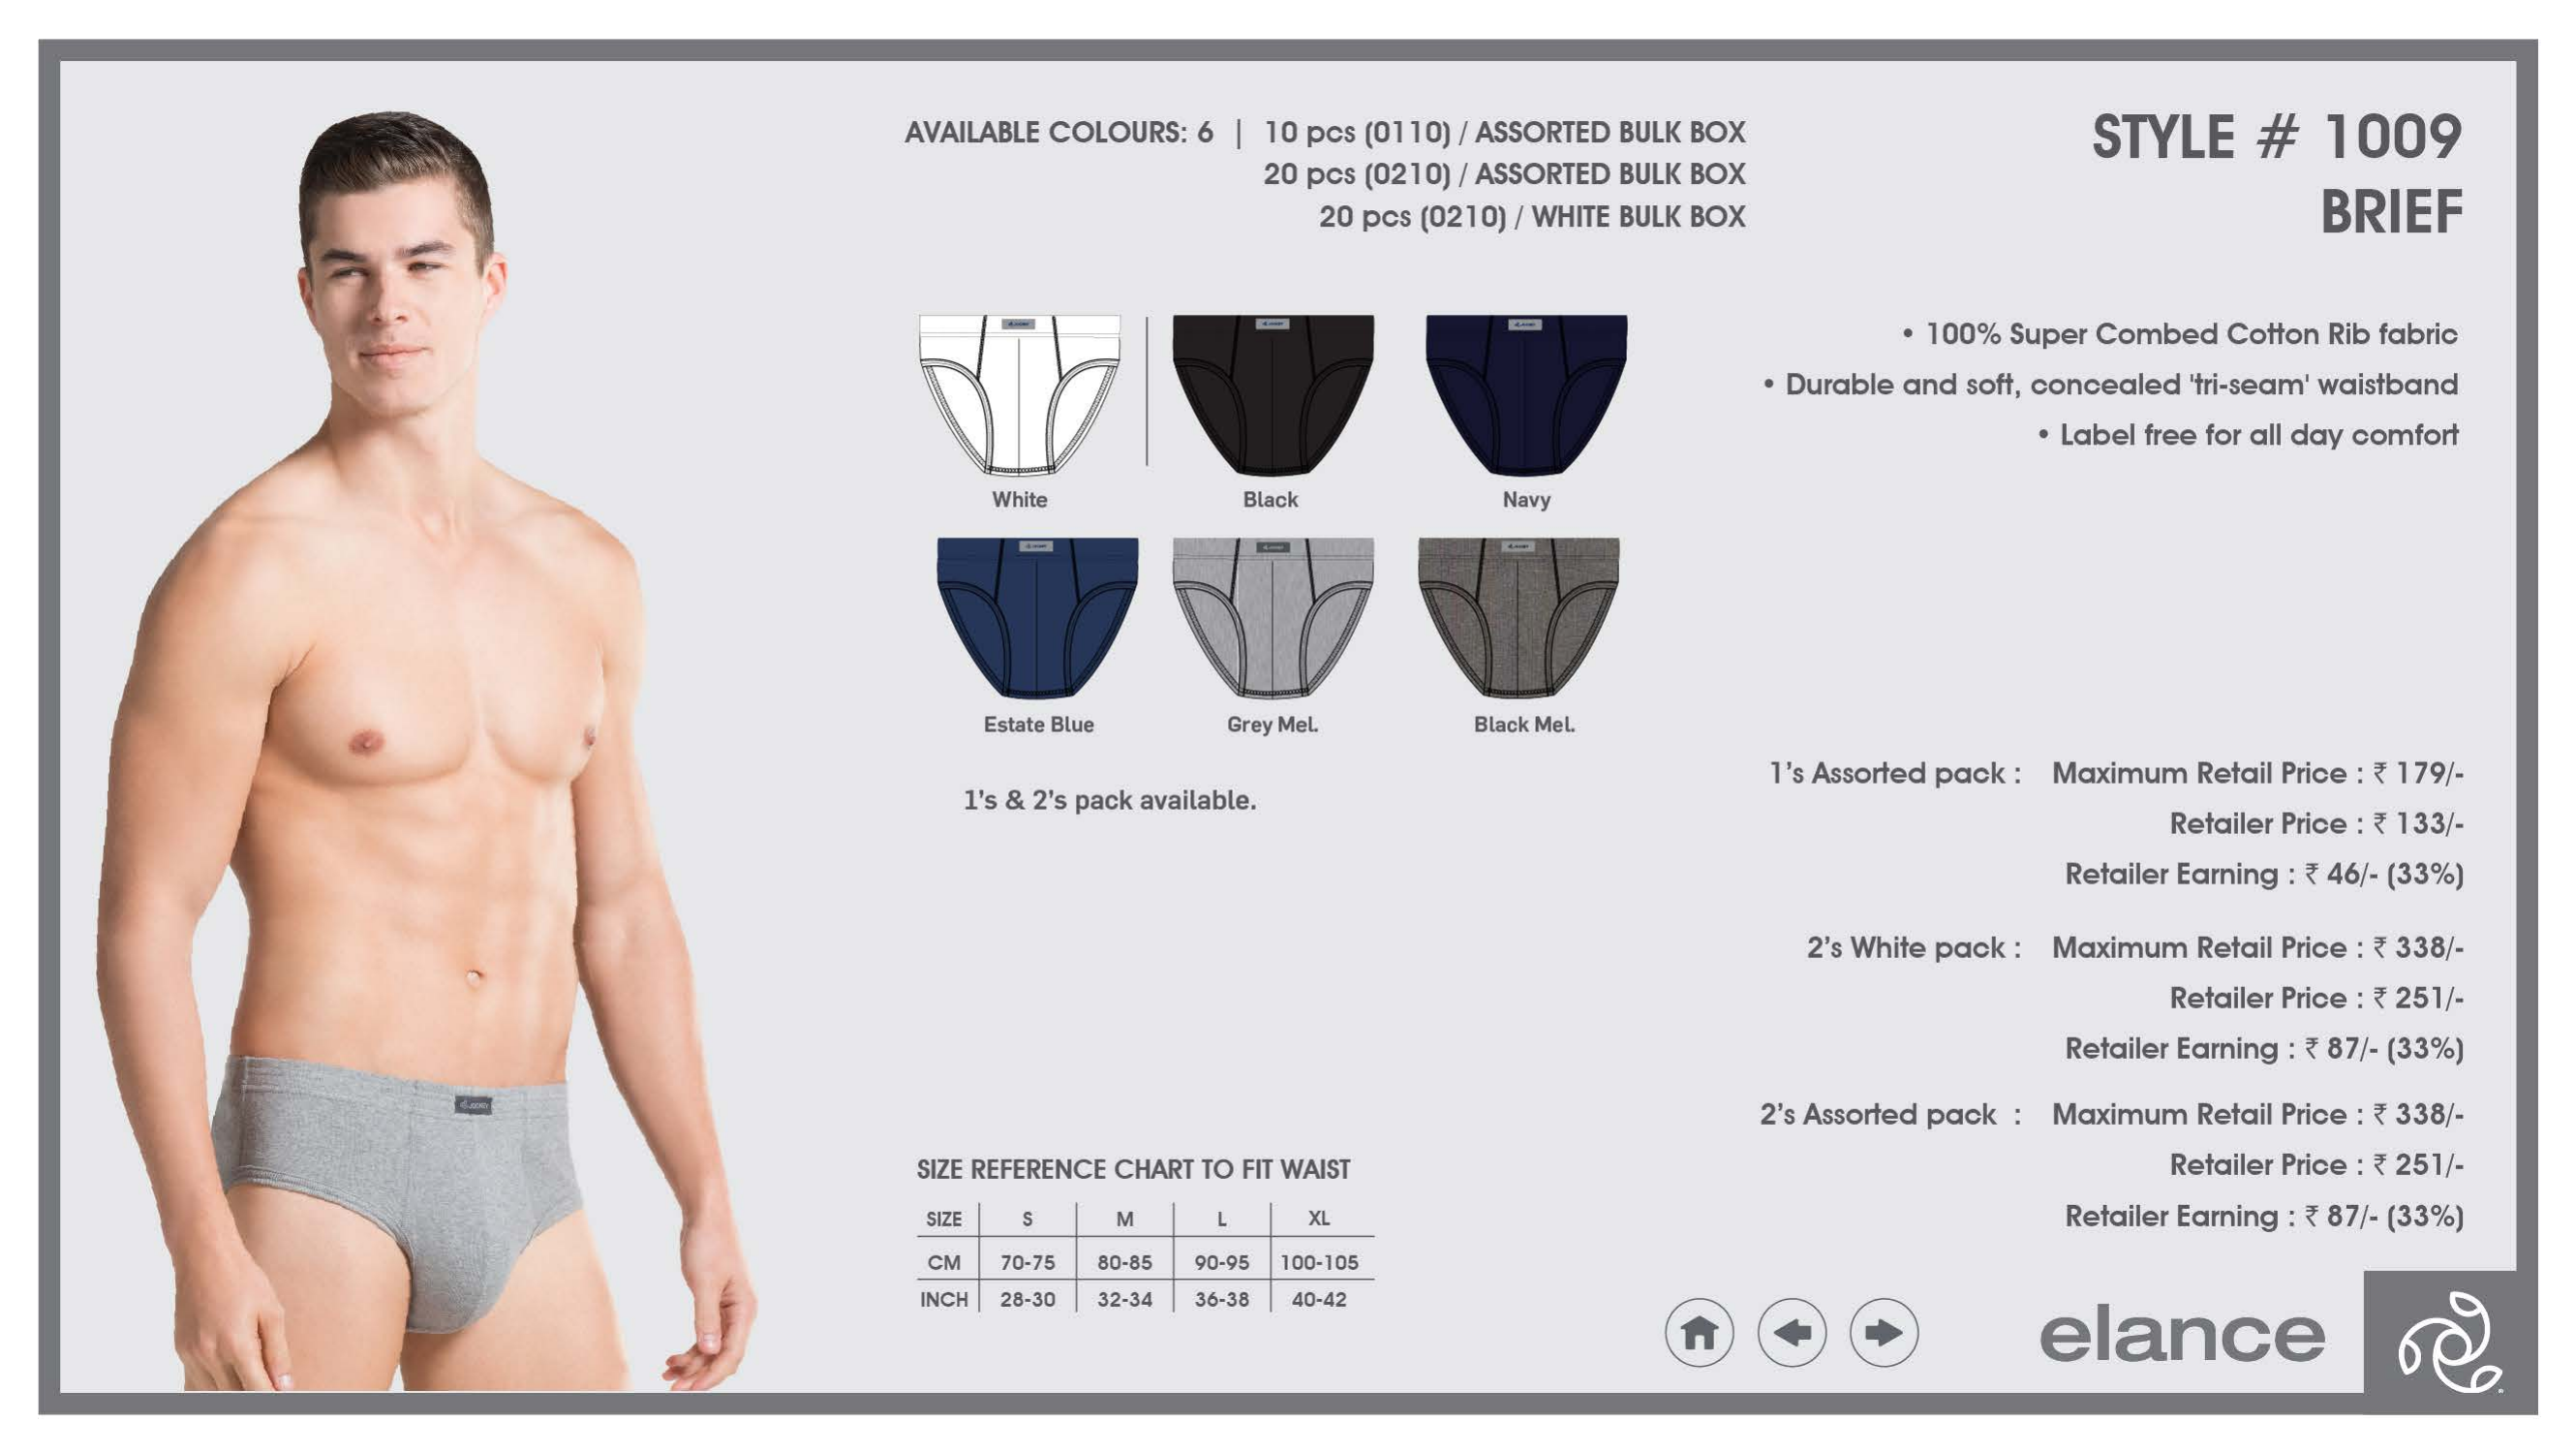 AVAILABLE COLOURS: 6 | 10 pcs (0110) / ASSORTED BULK BOX
20 pcs (0210) / ASSORTED BULK BOX
20 pcs (0210) / WHITE BULK BOX
STYLE # 1009
BRIEF
• 100% Super Combed Cotton Rib fabric
• Durable and soft, concealed 'tri-seam' waistband
• Label free for all day comfort
White Black Navy
Estate Blue Grey Mel. Black Mel.
1's & 2's pack available.
1's Assorted pack : Maximum Retail Price : ₹ 179/-
Retailer Price : ₹ 133/-
Retailer Earning : ₹ 46/- (33%)
2's White pack : Maximum Retail Price : ₹ 338/-
Retailer Price : ₹ 251/-
Retailer Earning : ₹ 87/- (33%)
2's Assorted pack : Maximum Retail Price : ₹ 338/-
Retailer Price : ₹ 251/-
Retailer Earning : ₹ 87/- (33%)
SIZE REFERENCE CHART TO FIT WAIST
SIZE S M L XL
CM 70-75 80-85 90-95 100-105
INCH 28-30 32-34 36-38 40-42
elance
JOCKEY